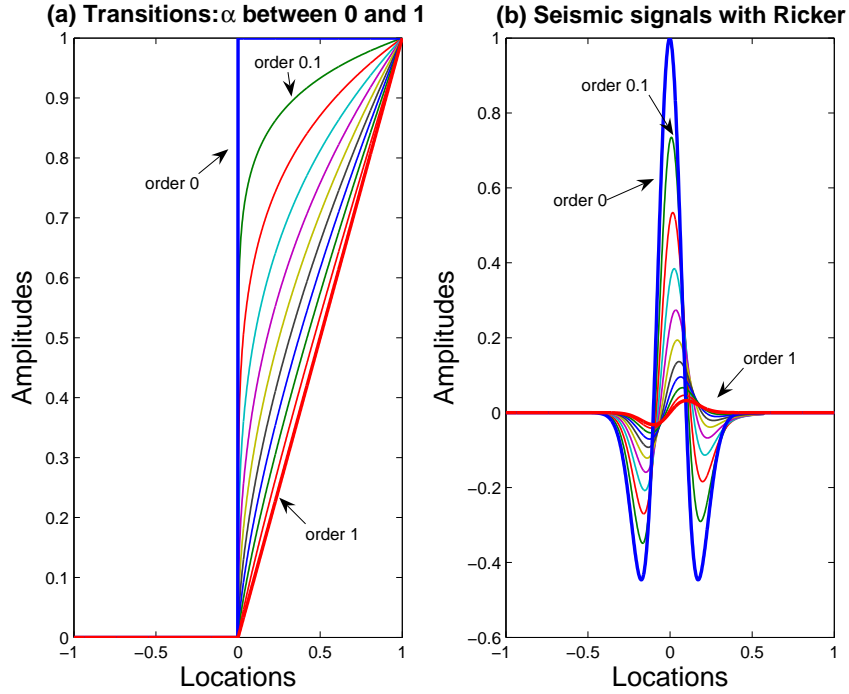 (a) Transitions:α between 0 and 1
1
0.9
0.8
0.7
0.6
0.5
0.4
0.3
0.2
0.1
0
−1
−0.5
0
0.5
1
Amplitudes
Locations
order 0.1
order 0
order 1
(b) Seismic signals with Ricker
1
0.8
0.6
0.4
0.2
0
−0.2
−0.4
−0.6
−1
−0.5
0
0.5
1
Amplitudes
Locations
order 0.1
order 0
order 1